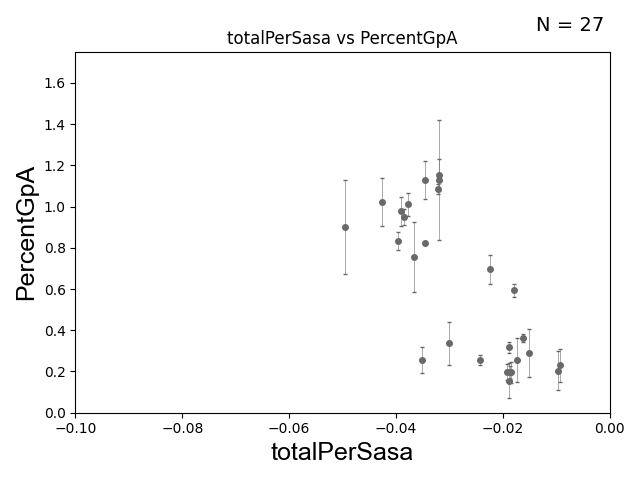 N = 27
totalPerSasa vs PercentGpA
PercentGpA
1.6
1.4
1.2
1.0
0.8
0.6
0.4
0.2
0.0
−0.10 −0.08 −0.06 −0.04 −0.02 0.00
totalPerSasa